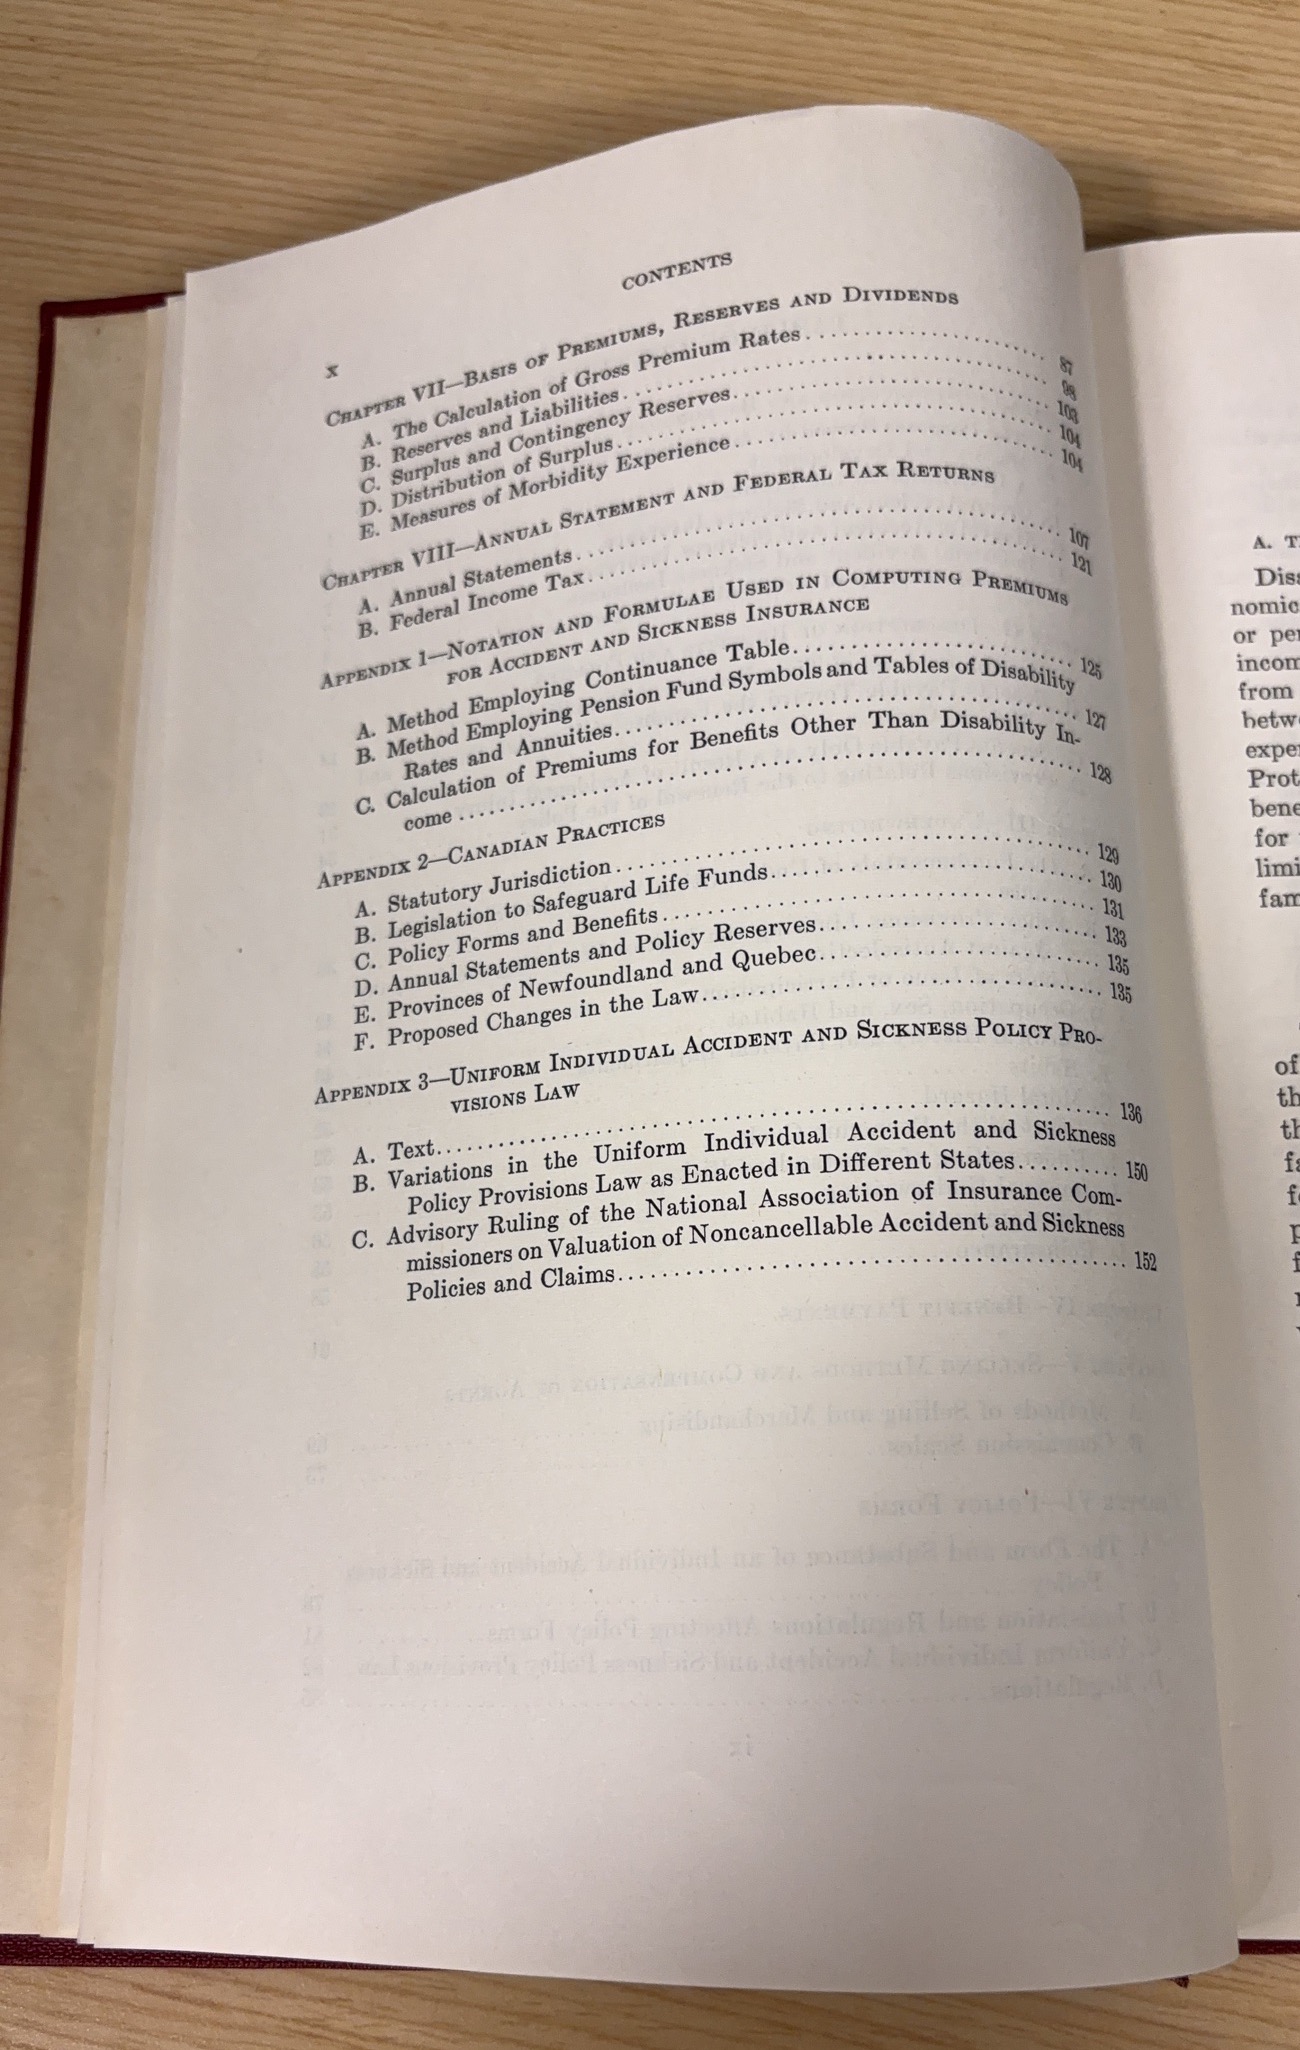 CONTENTS
x
CHAPTER VII—BASIS OF PREMIUMS, RESERVES AND DIVIDENDS
A. The Calculation of Gross Premium Rates.......................... 87
B. Reserves and Liabilities.......................... 98
C. Surplus and Contingency Reserves.......................... 103
D. Distribution of Surplus.......................... 104
E. Measures of Morbidity Experience.......................... 104
CHAPTER VIII—ANNUAL STATEMENT AND FEDERAL TAX RETURNS
A. Annual Statements.......................... 107
B. Federal Income Tax.......................... 121
APPENDIX 1—NOTATION AND FORMULAE USED IN COMPUTING PREMIUMS
FOR ACCIDENT AND SICKNESS INSURANCE
A. Method Employing Continuance Table.......................... 125
B. Method Employing Pension Fund Symbols and Tables of Disability
Rates and Annuities.......................... 127
C. Calculation of Premiums for Benefits Other Than Disability In-
come.......................... 128
APPENDIX 2—CANADIAN PRACTICES
A. Statutory Jurisdiction.......................... 129
B. Legislation to Safeguard Life Funds.......................... 130
C. Policy Forms and Benefits.......................... 131
D. Annual Statements and Policy Reserves.......................... 133
E. Provinces of Newfoundland and Quebec.......................... 135
F. Proposed Changes in the Law.......................... 135
APPENDIX 3—UNIFORM INDIVIDUAL ACCIDENT AND SICKNESS POLICY PRO-
VISIONS LAW
A. Text.......................... 136
B. Variations in the Uniform Individual Accident and Sickness
Policy Provisions Law as Enacted in Different States.......... 150
C. Advisory Ruling of the National Association of Insurance Com-
missioners on Valuation of Noncancellable Accident and Sickness
Policies and Claims.......................... 152
A.
nomic
or
from
of
for